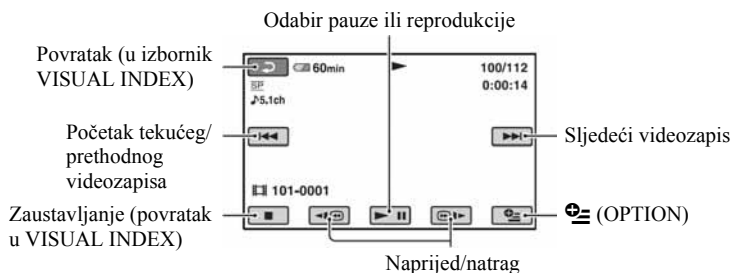 Odabir pauze ili reprodukcije
Povratak (u izbornik
VISUAL INDEX)
60min
100/112
SP
0:00:14
♪5.1ch
Početak tekućeg/
prethodnog
videozapisa
Sljedeći videozapis
101-0001
Zaustavljanje (povratak
u VISUAL INDEX)
(OPTION)
Naprijed/natrag